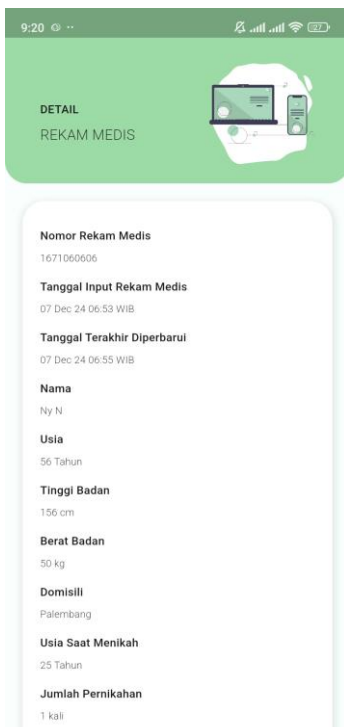 9:20
27
DETAIL
REKAM MEDIS
Nomor Rekam Medis
1671060606
Tanggal Input Rekam Medis
07 Dec 24 06:53 WIB
Tanggal Terakhir Diperbarui
07 Dec 24 06:55 WIB
Nama
Ny N
Usia
56 Tahun
Tinggi Badan
156 cm
Berat Badan
50 kg
Domisili
Palembang
Usia Saat Menikah
25 Tahun
Jumlah Pernikahan
1 kali